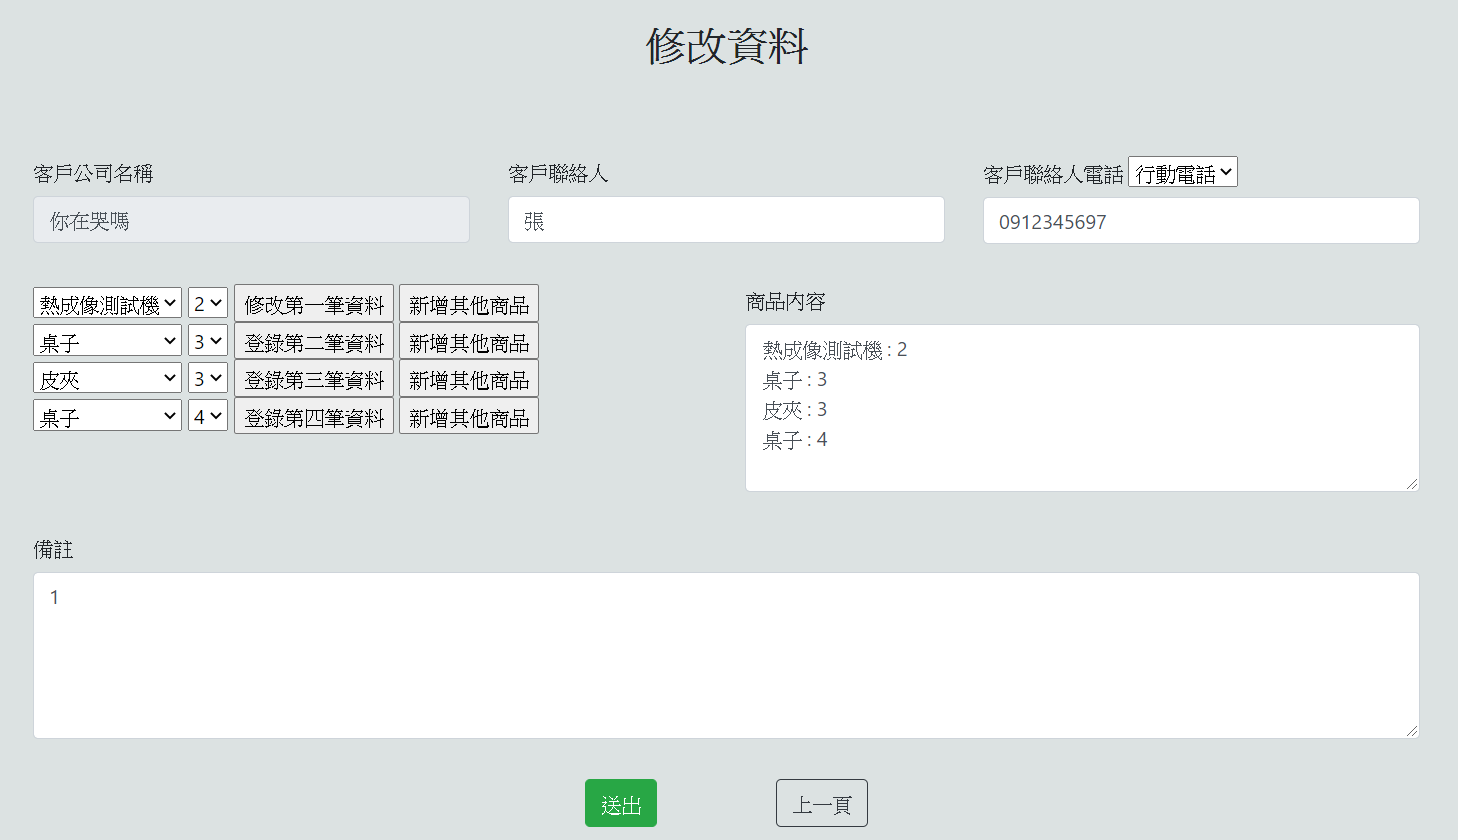 修改資料
客戶公司名稱
你在哭嗎
客戶聯絡人
張
客戶聯絡人電話 行動電話
0912345697
熱成像測試機 2 修改第一筆資料 新增其他商品
桌子 3 登錄第二筆資料 新增其他商品
皮夾 3 登錄第三筆資料 新增其他商品
桌子 4 登錄第四筆資料 新增其他商品
商品內容
熱成像測試機 : 2
桌子 : 3
皮夾 : 3
桌子 : 4
備註
1
送出 上一頁